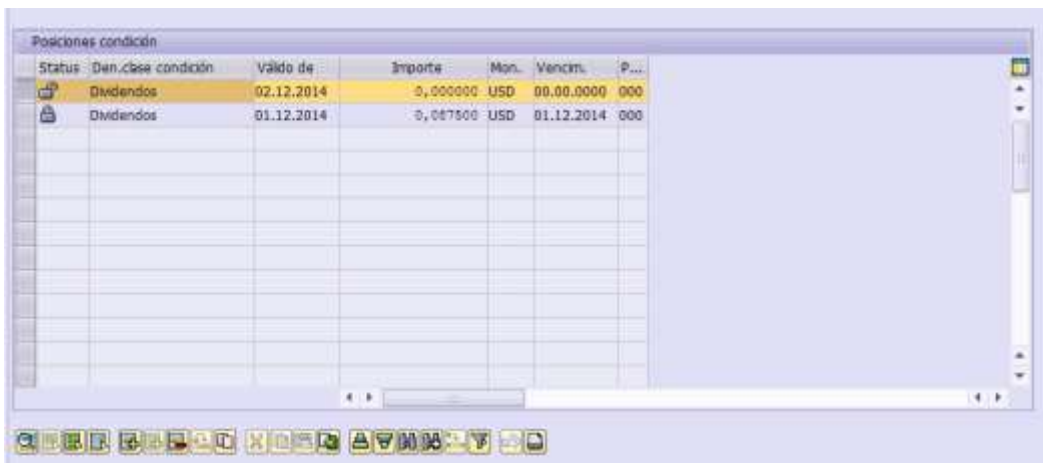 Posiciones condición
Status Den.clase condición Válido de Importe Mon. Vencim. P...
Dividendos 02.12.2014 0,000000 USD 00.00.0000 000
Dividendos 01.12.2014 0,087500 USD 01.12.2014 000